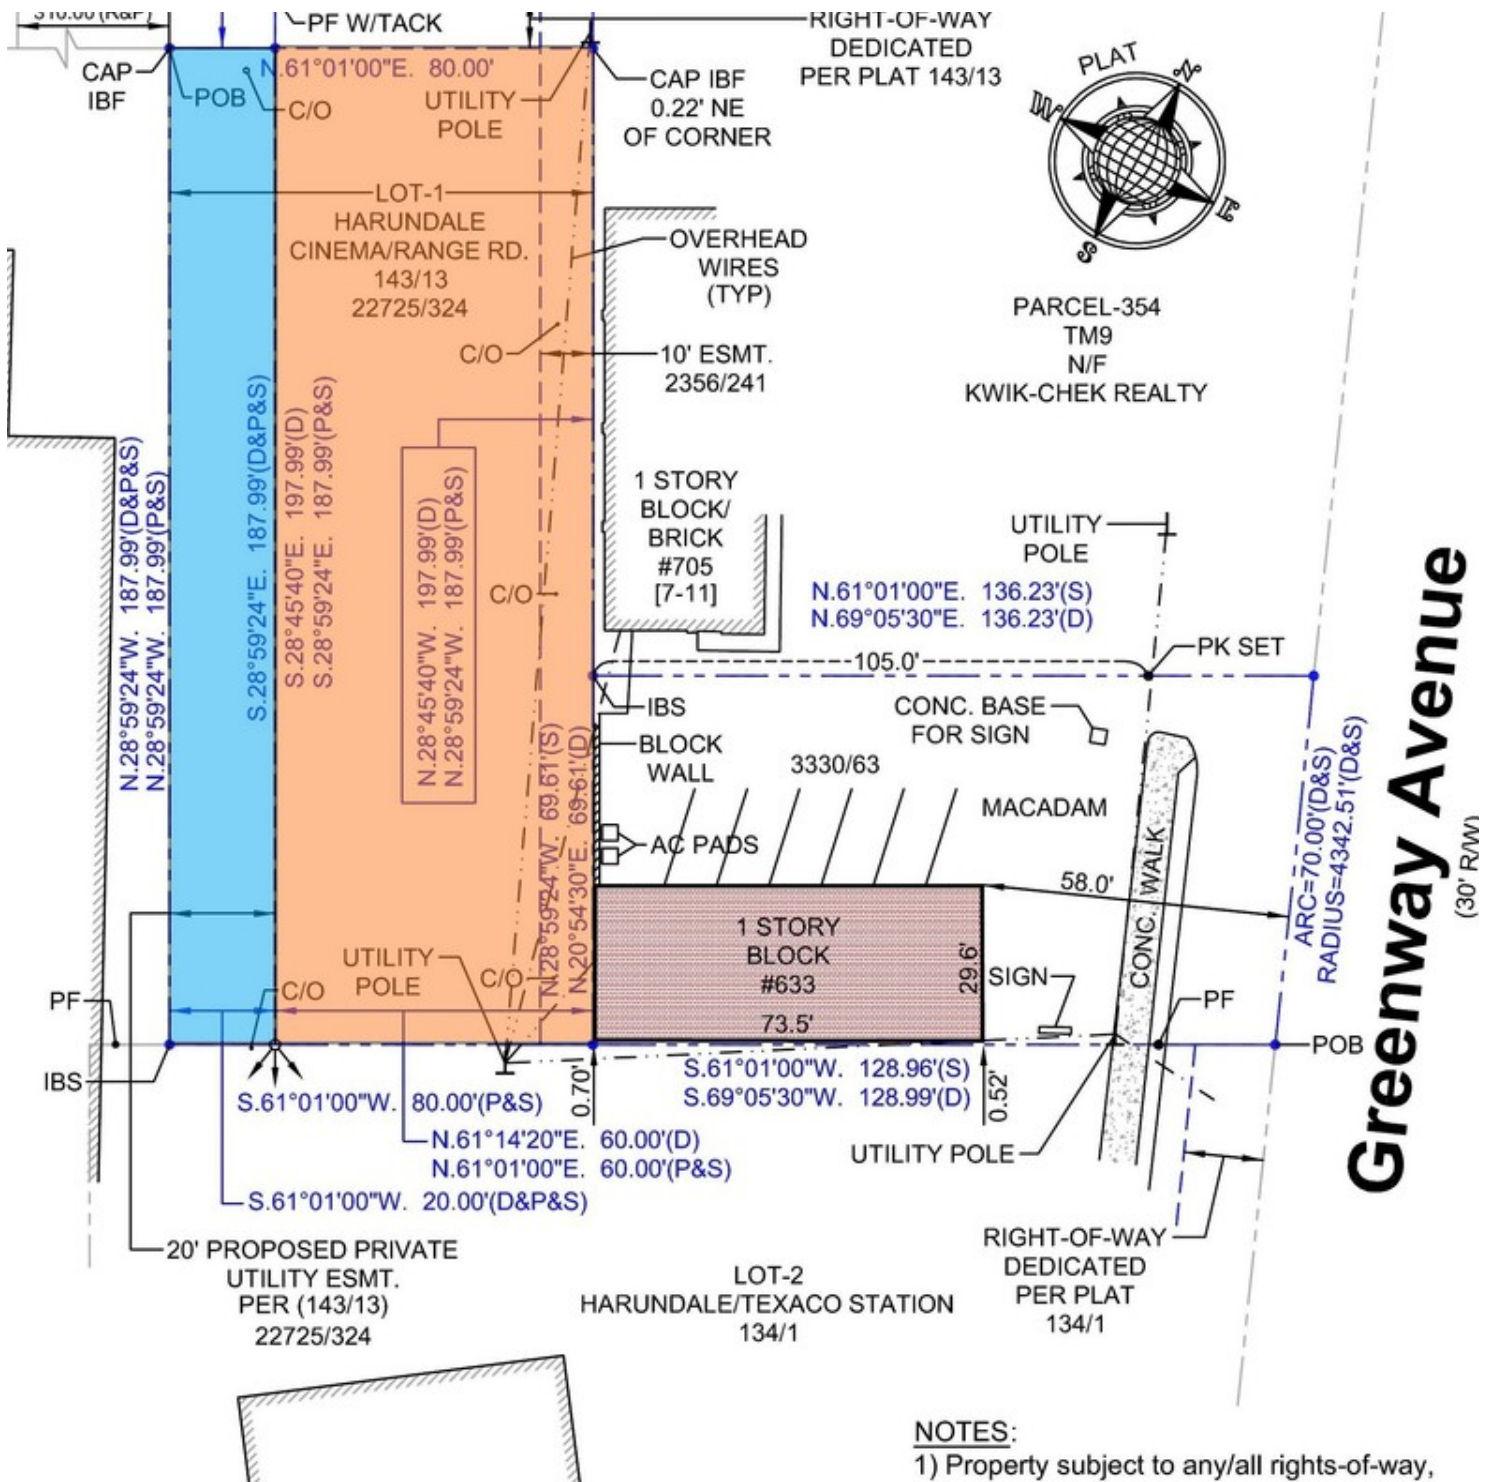 310.00'(R&P)
PF W/TACK
RIGHT-OF-WAY
DEDICATED
PER PLAT 143/13
CAP
IBF
POB
C/O
N.61°01'00"E. 80.00'
UTILITY
POLE
CAP IBF
0.22' NE
OF CORNER
PLAT
N
W
E
S
LOT-1
HARUNDALE
CINEMA/RANGE RD.
143/13
22725/324
OVERHEAD
WIRES
(TYP)
C/O
10' ESMT.
2356/241
PARCEL-354
TM9
N/F
KWIK-CHEK REALTY
N.28°59'24"W. 187.99'(D&P&S)
N.28°59'24"W. 187.99'(P&S)
S.28°59'24"E. 187.99'(D&P&S)
S.28°45'40"E. 197.99'(D)
S.28°59'24"E. 187.99'(P&S)
N.28°45'40"W. 197.99'(D)
N.28°59'24"W. 187.99'(P&S)
1 STORY
BLOCK/
BRICK
#705
[7-11]
C/O
UTILITY
POLE
N.61°01'00"E. 136.23'(S)
N.69°05'30"E. 136.23'(D)
105.0'
PK SET
IBS
BLOCK
WALL
CONC. BASE
FOR SIGN
3330/63
MACADAM
AC PADS
N.28°59'24"W. 69.61'(S)
N.20°54'30"E. 69.61'(D)
CONC. WALK
58.0'
ARC=70.00'(D&S)
RADIUS=4342.51'(D&S)
Greenway Avenue
(30' R/W)
1 STORY
BLOCK
#633
73.5'
29.6'
SIGN
PF
POB
UTILITY
POLE
C/O
C/O
PF
IBS
S.61°01'00"W. 80.00'(P&S)
0.70'
S.61°01'00"W. 128.96'(S)
S.69°05'30"W. 128.99'(D)
0.52'
N.61°14'20"E. 60.00'(D)
N.61°01'00"E. 60.00'(P&S)
S.61°01'00"W. 20.00'(D&P&S)
UTILITY POLE
20' PROPOSED PRIVATE
UTILITY ESMT.
PER (143/13)
22725/324
LOT-2
HARUNDALE/TEXACO STATION
134/1
RIGHT-OF-WAY
DEDICATED
PER PLAT
134/1
NOTES:
1) Property subject to any/all rights-of-way,